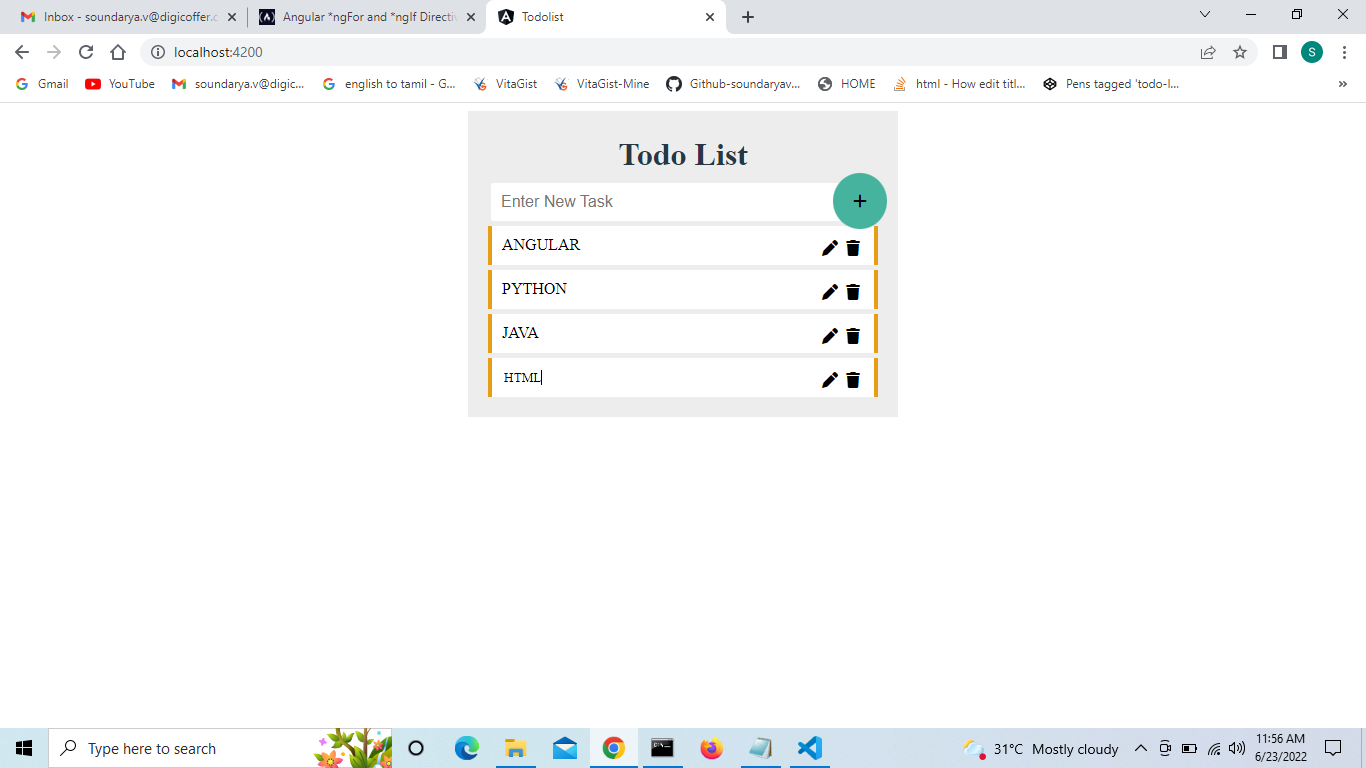 Inbox - soundarya.v@digicoffer.c
Angular *ngFor and *ngIf Directiv
Todolist
localhost:4200
S
Gmail
YouTube
soundarya.v@digic...
english to tamil - G...
VitaGist
VitaGist-Mine
Github-soundaryav...
HOME
html - How edit titl...
Pens tagged 'todo-l...
»
Todo List
Enter New Task
+
ANGULAR
PYTHON
JAVA
HTML
Type here to search
31°C Mostly cloudy
11:56 AM
6/23/2022